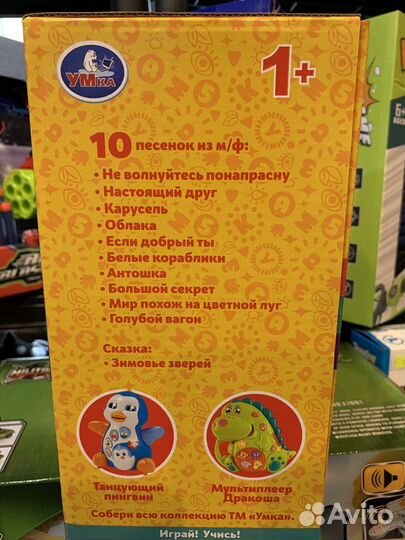 УМка
1+
10 песенок из м/ф:
• Не волнуйтесь понапрасну
• Настоящий друг
• Карусель
• Облака
• Если добрый ты
• Белые кораблики
• Антошка
• Большой секрет
• Мир похож на цветной луг
• Голубой вагон
Сказка:
• Зимовье зверей
Танцующий
пингвин
Мультиплеер
Дракоша
Собери всю коллекцию ТМ «Умка».
Играй! Учись!
Avito